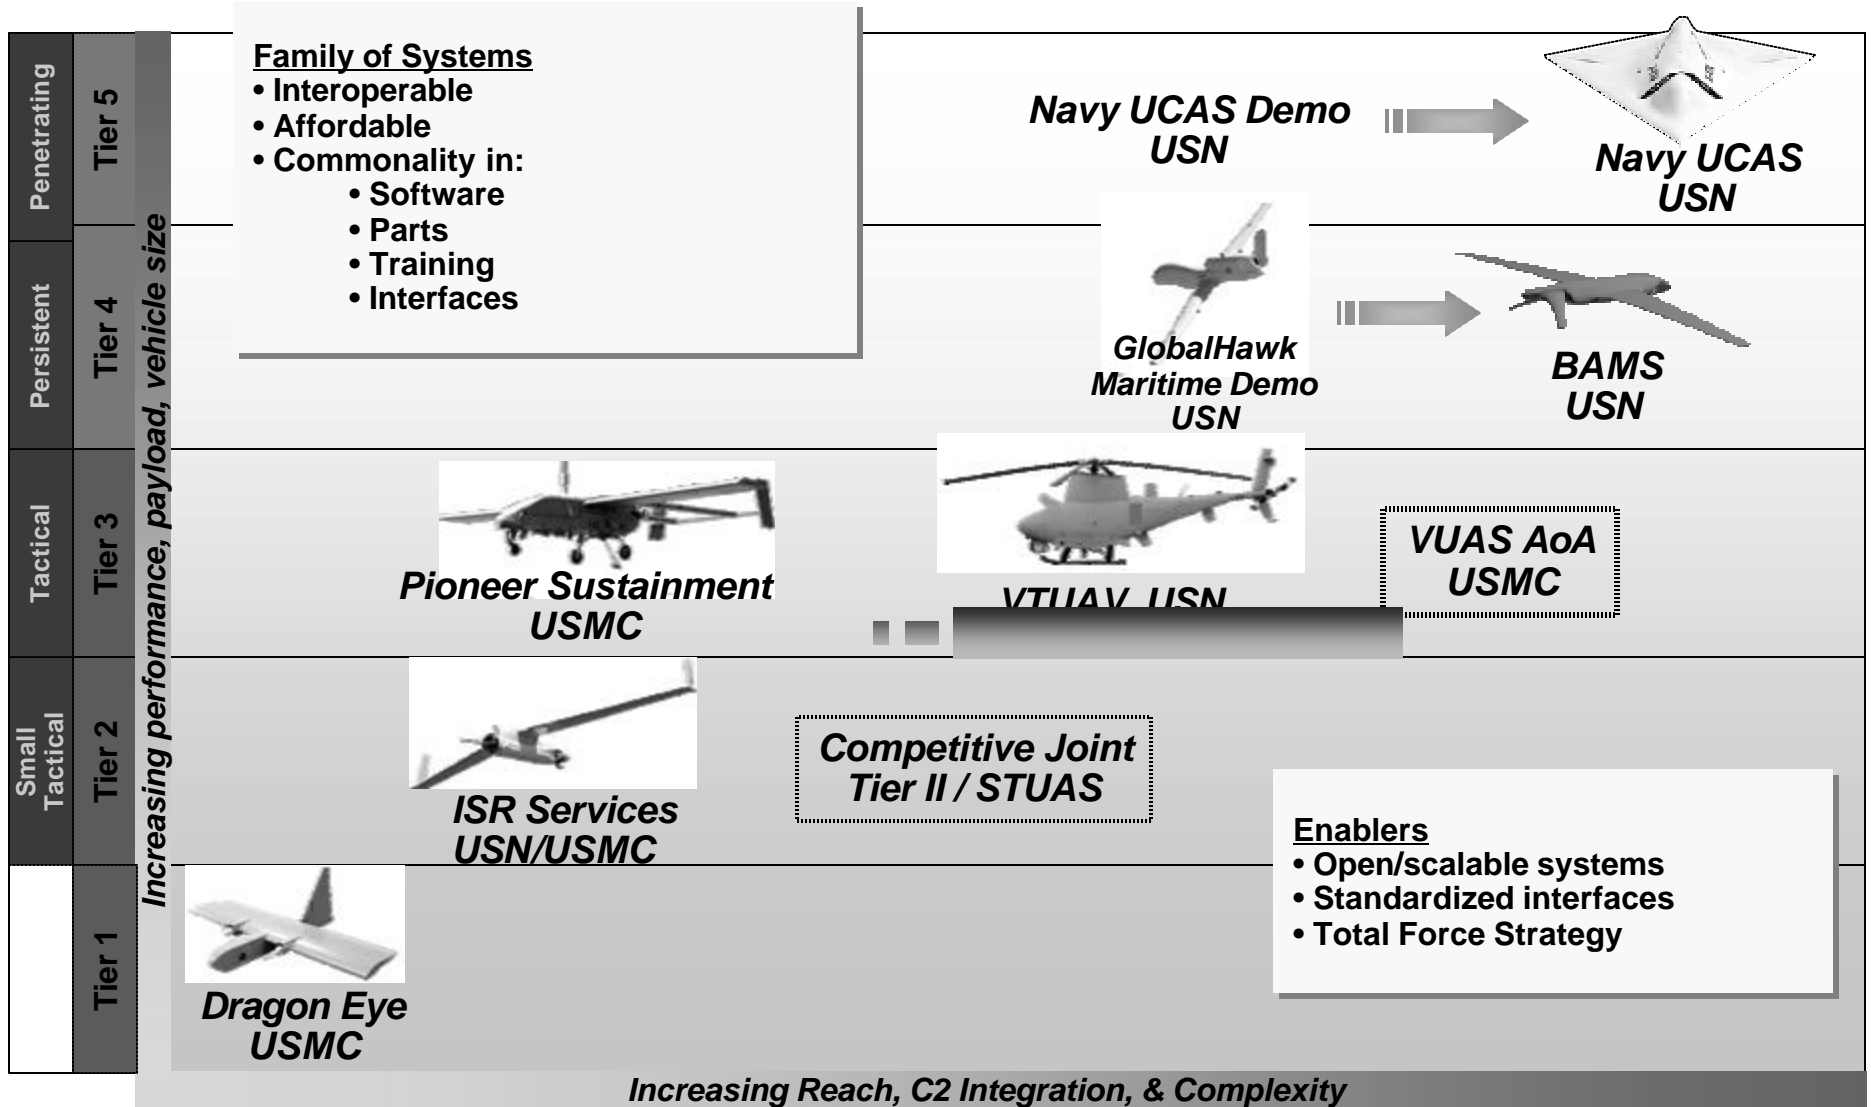 Penetrating
Tier 5
Family of Systems
• Interoperable
• Affordable
• Commonality in:
• Software
• Parts
• Training
• Interfaces
Navy UCAS Demo
USN
Navy UCAS
USN
Persistent
Tier 4
GlobalHawk
Maritime Demo
USN
BAMS
USN
Increasing performance, payload, vehicle size
Tactical
Tier 3
Pioneer Sustainment
USMC
VTUAV USN
VUAS AoA
USMC
Small
Tactical
Tier 2
ISR Services
USN/USMC
Competitive Joint
Tier II / STUAS
Enablers
• Open/scalable systems
• Standardized interfaces
• Total Force Strategy
Tier 1
Dragon Eye
USMC
Increasing Reach, C2 Integration, & Complexity